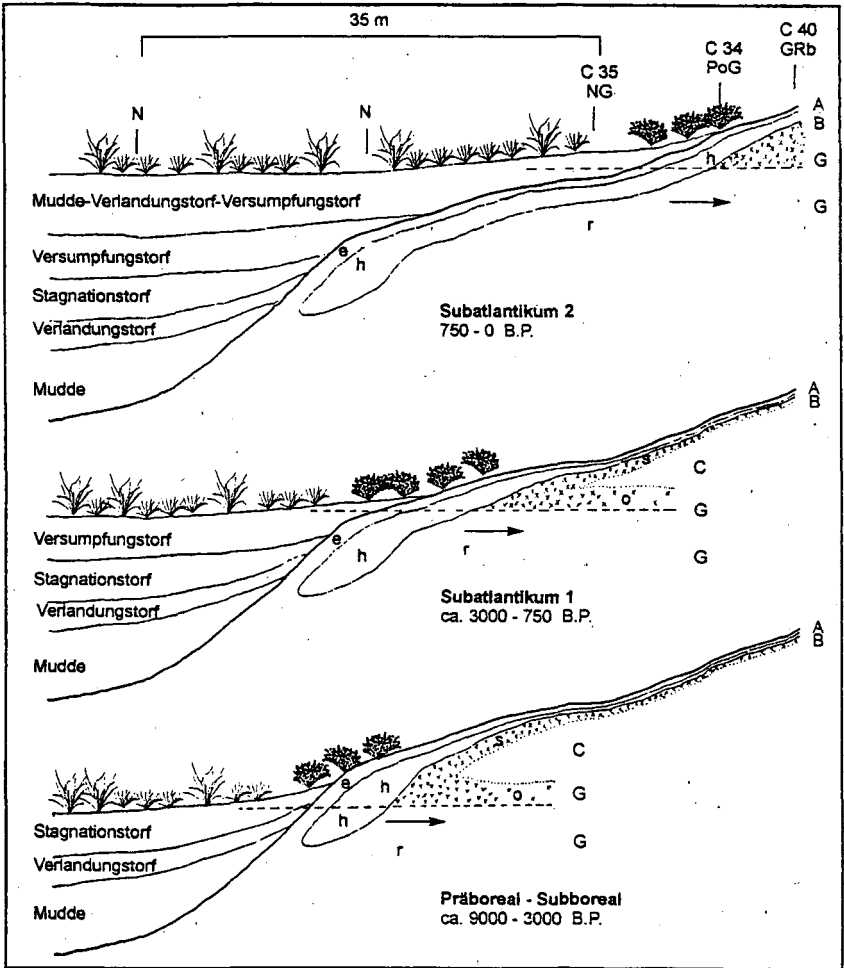 35 m
C 40
GRb
C 34
PoG
C 35
NG
N N
A
B
G
h
Mudde-Verlandungstorf-Versumpfungstorf
G
r
e
Versumpfungstorf
h
Stagnationstorf
Subatlantikum 2
750 - 0 B.P.
Verlandungstorf
Mudde
A
B
s
C
o
G
Versumpfungstorf
e
r
h
G
Stagnationstorf
Subatlantikum 1
ca. 3000 - 750 B.P.
Verlandungstorf
Mudde
A
B
s
C
e
h
o
G
h
Stagnationstorf
r
G
Verlandungstorf
Präboreal - Subboreal
ca. 9000 - 3000 B.P.
Mudde